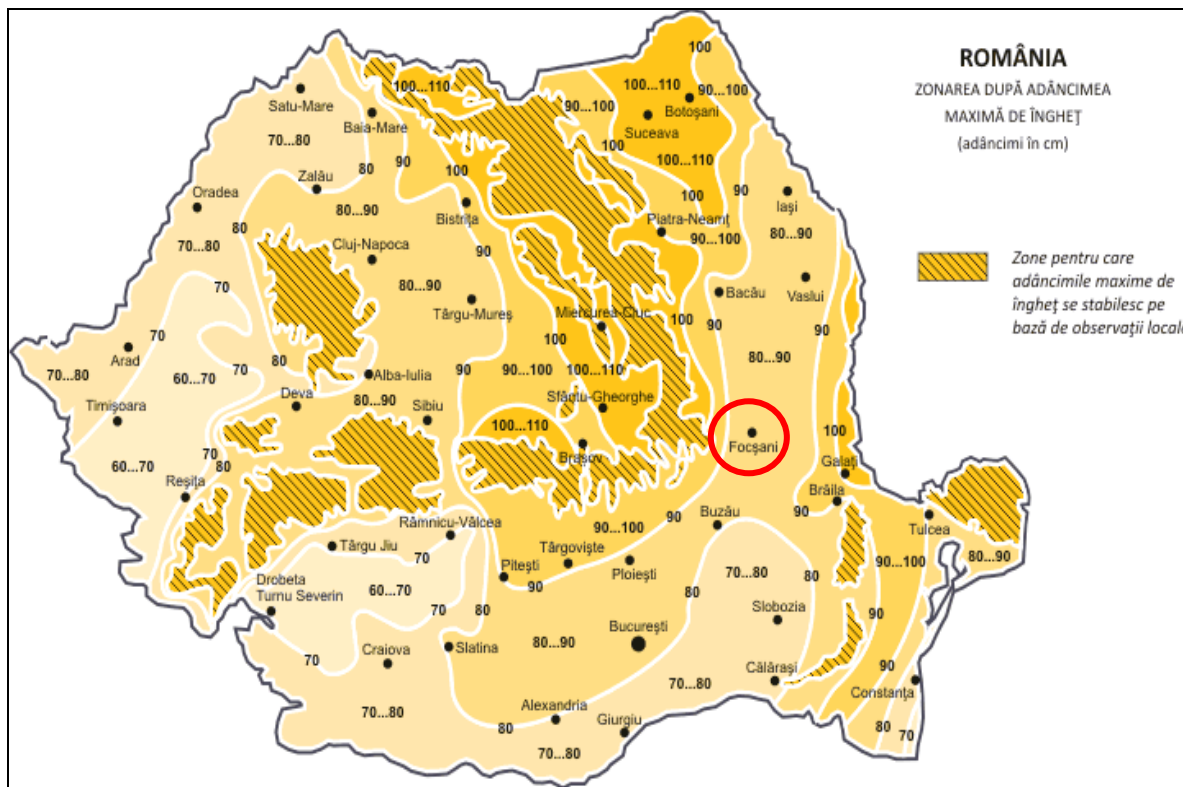 ROMÂNIA
ZONAREA DUPĂ ADÂNCIMEA
MAXIMĂ DE ÎNGHEŢ
(adâncimi în cm)
Zone pentru care
adâncimile maxime de
îngheţ se stabilesc pe
bază de observaţii locale
100
100...110
100...110
90...100
90...100
Satu-Mare
Botoşani
Baia-Mare
Suceava
70...80
90
100
80
100
100...110
Zalău
90
Iaşi
Oradea
80...90
Bistriţa
100
Piatra-Neamţ
80
80...90
70...80
Cluj-Napoca
90
90...100
80...90
Vaslui
70
Bacău
Târgu-Mureş
Miercurea-Ciuc
100
70
100
90
90
Arad
70
80
90
80...90
70...80
60...70
Alba-Iulia
90...100
100...110
Deva
80...90
Sfântu-Gheorghe
Timişoara
Sibiu
100...110
100
70
Focşani
60...70
80
Braşov
Galaţi
Reşiţa
Brăila
Râmnicu-Vâlcea
90...100
90
Buzău
90
Tulcea
Târgu Jiu
70
Târgovişte
80...90
Piteşti
Ploieşti
70...80
80
90...100
Drobeta
Turnu Severin
60...70
90
80
70
80
Slobozia
90
Bucureşti
Craiova
Slatina
80...90
70
Călăraşi
90
70...80
Constanţa
70...80
Alexandria
80
Giurgiu
80
70
70...80